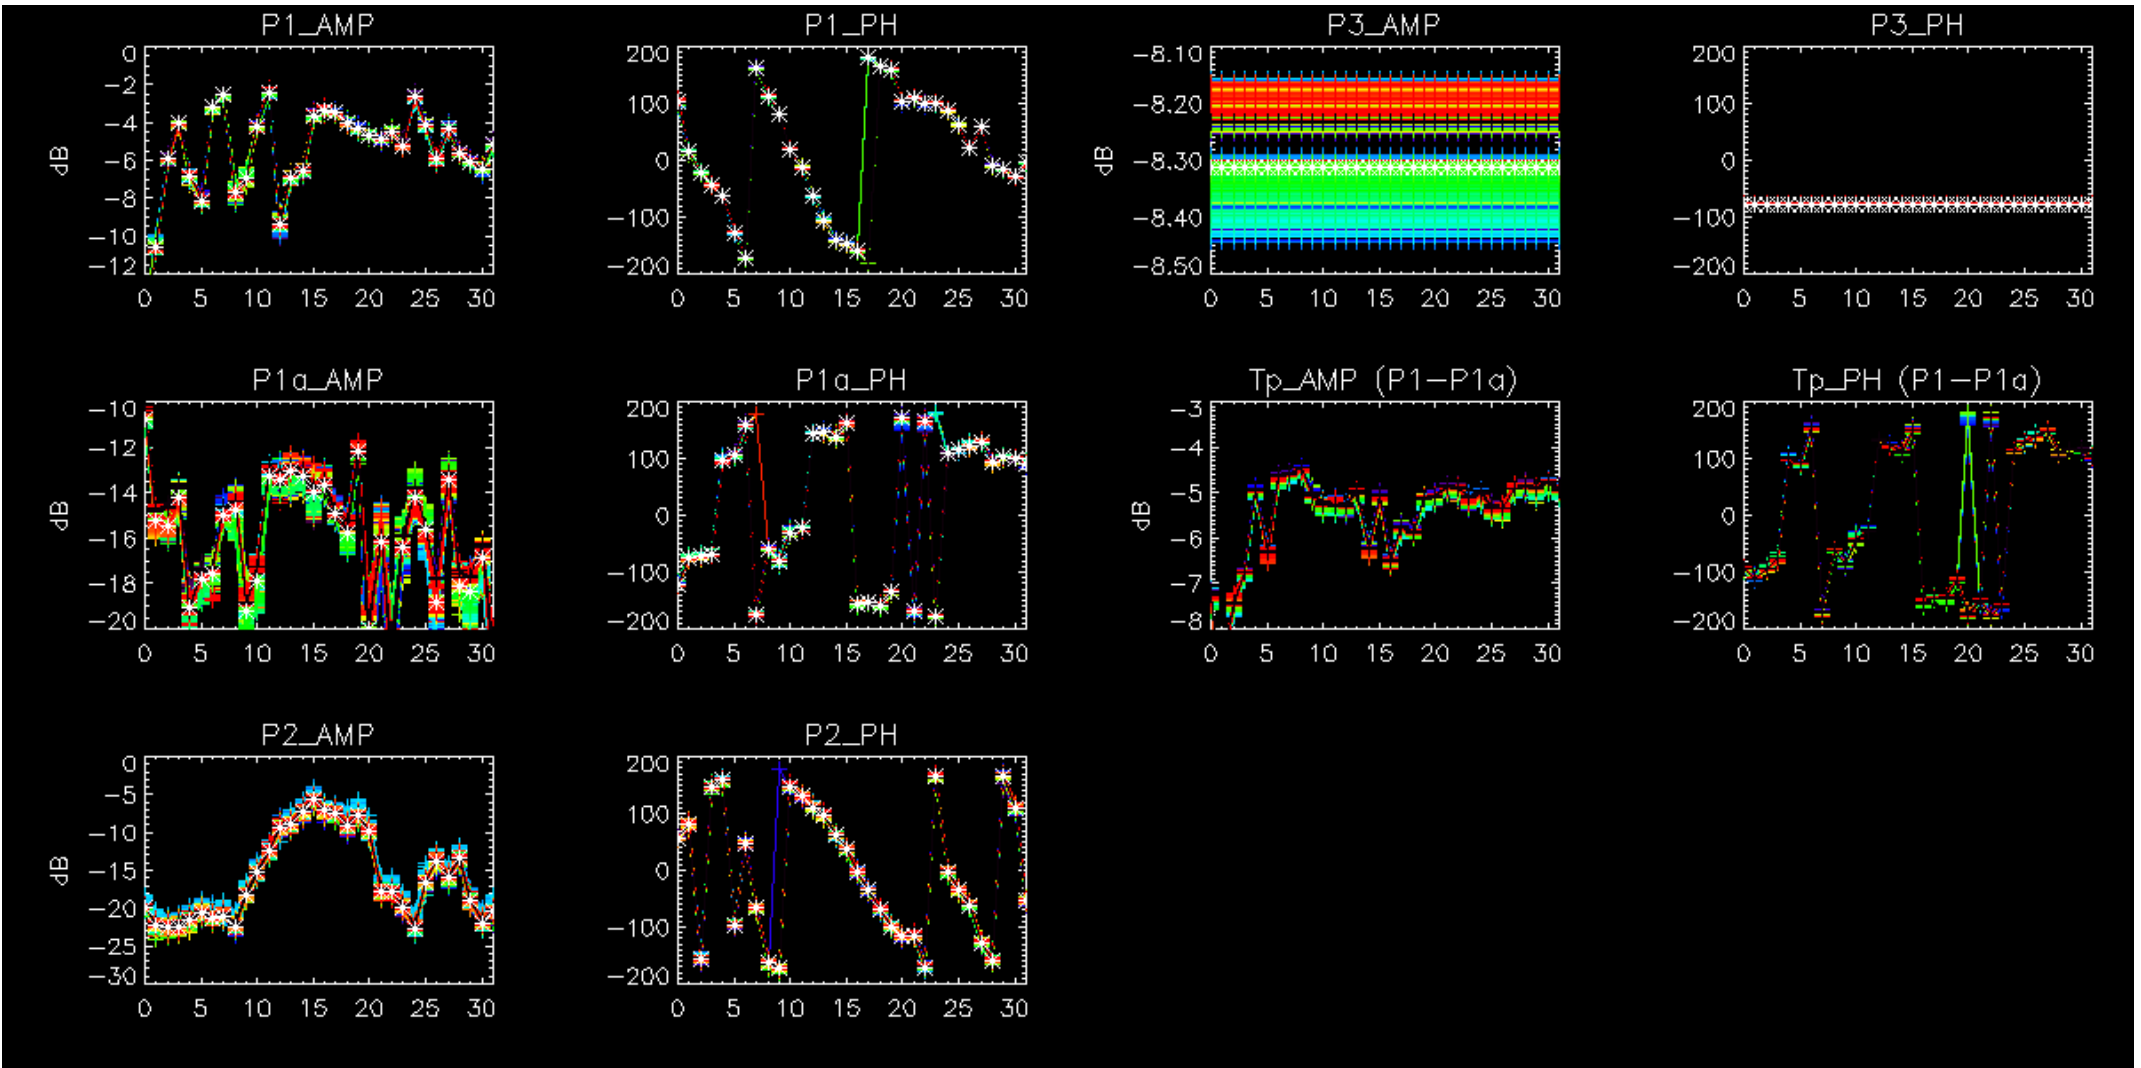 P1_AMP
P1_PH
P3_AMP
P3_PH
0
-2
-4
-6
-8
-10
-12
dB
0 5 10 15 20 25 30
200
100
0
-100
-200
0 5 10 15 20 25 30
-8.10
-8.20
-8.30
-8.40
-8.50
dB
0 5 10 15 20 25 30
200
100
0
-100
-200
0 5 10 15 20 25 30
P1a_AMP
P1a_PH
Tp_AMP (P1-P1a)
Tp_PH (P1-P1a)
-10
-12
-14
-16
-18
-20
dB
0 5 10 15 20 25 30
200
100
0
-100
-200
0 5 10 15 20 25 30
-3
-4
-5
-6
-7
-8
dB
0 5 10 15 20 25 30
200
100
0
-100
-200
0 5 10 15 20 25 30
P2_AMP
P2_PH
0
-5
-10
-15
-20
-25
-30
dB
0 5 10 15 20 25 30
200
100
0
-100
-200
0 5 10 15 20 25 30